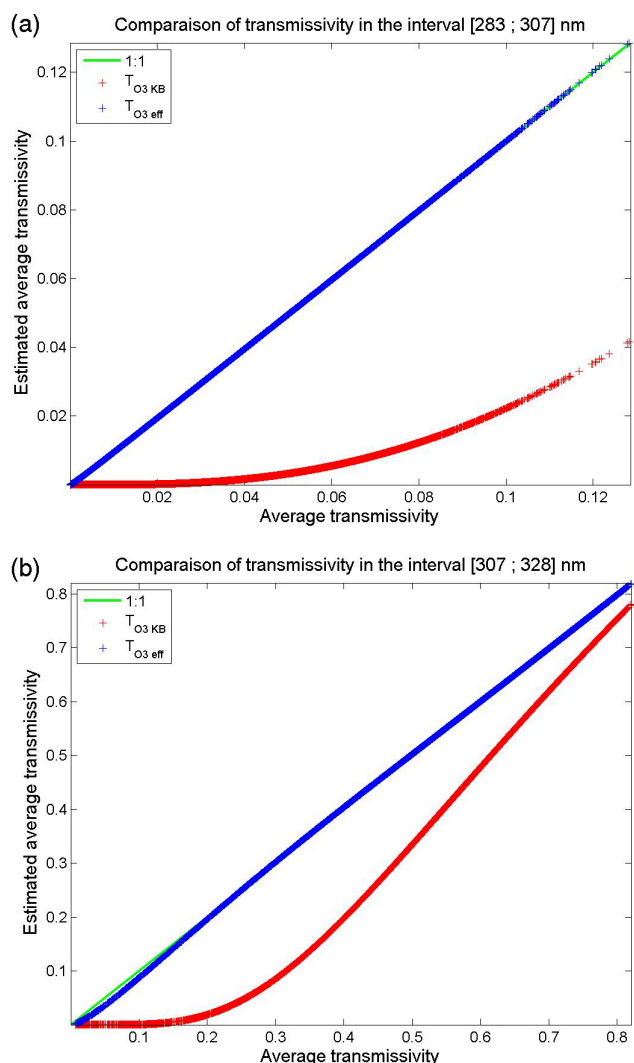 (a)
Comparaison of transmissivity in the interval [283 ; 307] nm
1:1
T O3 KB
T O3 eff
0.12
0.1
0.08
0.06
0.04
0.02
Estimated average transmissivity
0.02 0.04 0.06 0.08 0.1 0.12
Average transmissivity
(b)
Comparaison of transmissivity in the interval [307 ; 328] nm
1:1
T O3 KB
T O3 eff
0.8
0.7
0.6
0.5
0.4
0.3
0.2
0.1
Estimated average transmissivity
0.1 0.2 0.3 0.4 0.5 0.6 0.7 0.8
Average transmissivity